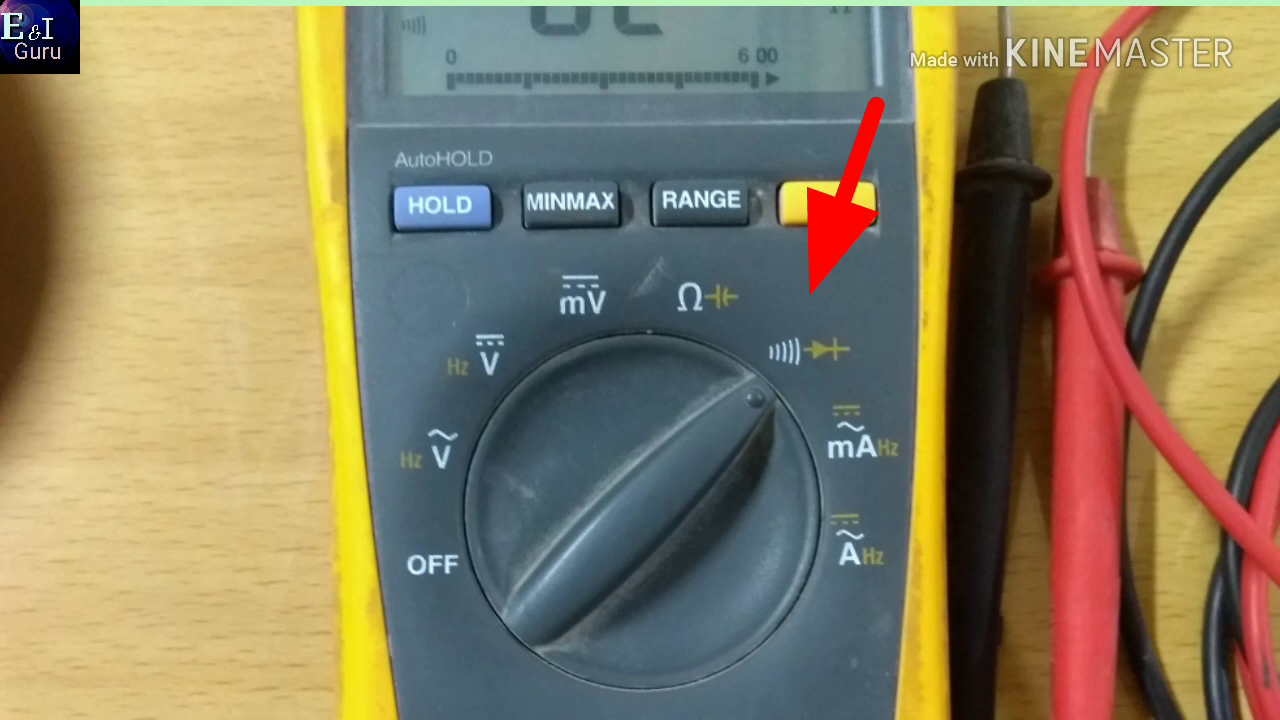 E&I
Guru
Made with KINEMASTER
0 6 00
AutoHOLD
HOLD MINMAX RANGE
mV Ω
Hz V
Hz V mA Hz
OFF A Hz